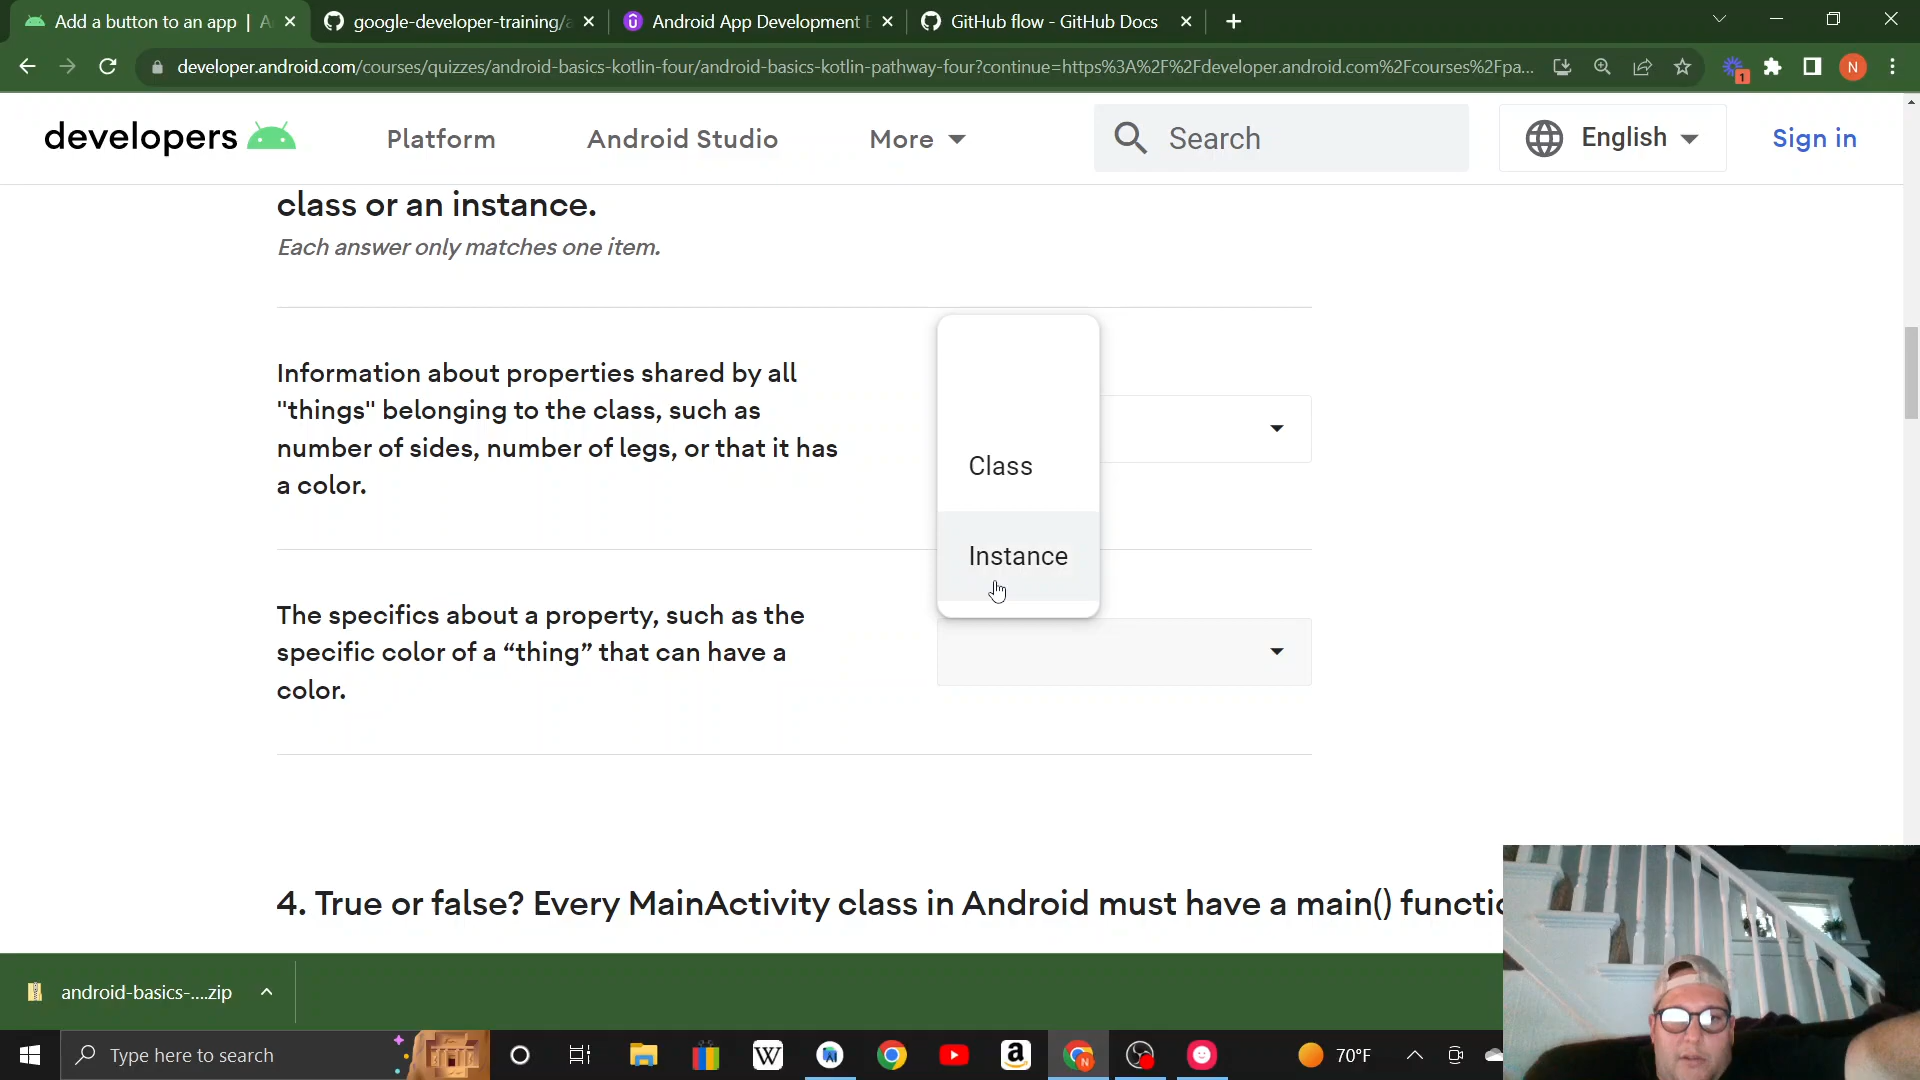 Add a button to an app |
google-developer-training/
Android App Development
GitHub flow - GitHub Docs
developer.android.com/courses/quizzes/android-basics-kotlin-four/android-basics-kotlin-pathway-four?continue=https%3A%2F%2Fdeveloper.android.com%2Fcourses%2Fpa...
1
N
developers
Platform
Android Studio
More
Search
English
Sign in
class or an instance.
Each answer only matches one item.
Information about properties shared by all
"things" belonging to the class, such as
number of sides, number of legs, or that it has
a color.
Class
Instance
The specifics about a property, such as the
specific color of a “thing” that can have a
color.
4. True or false? Every MainActivity class in Android must have a main()
android-basics-....zip
Type here to search
W
70°F